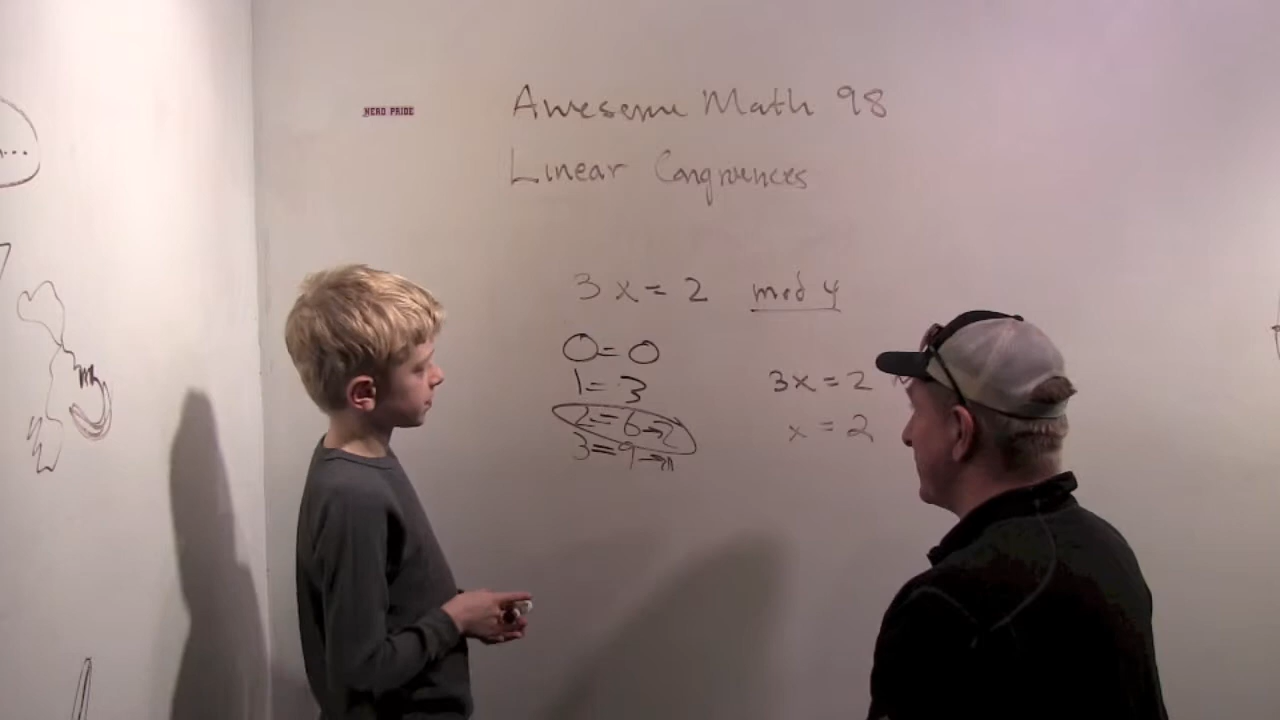 NERD PRIDE
Awesome Math 98
Linear Congruences
3x = 2 mod 4
0 = 0
1 = 3
2 = 6 → 2
3 = 9 → 1
3x = 2
x = 2